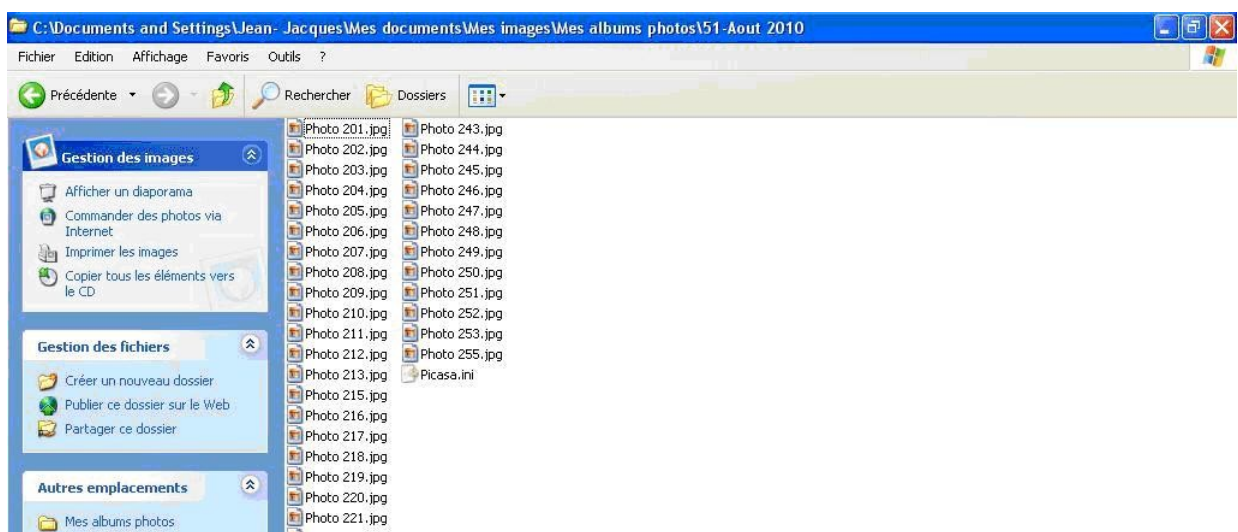 C:\Documents and Settings\Jean- Jacques\Mes documents\Mes images\Mes albums photos\51-Aout 2010
Fichier Edition Affichage Favoris Outils ?
Précédente Rechercher Dossiers
Gestion des images
Afficher un diaporama
Commander des photos via
Internet
Imprimer les images
Copier tous les éléments vers
le CD
Gestion des fichiers
Créer un nouveau dossier
Publier ce dossier sur le Web
Partager ce dossier
Autres emplacements
Mes albums photos
Photo 201.jpg
Photo 202.jpg
Photo 203.jpg
Photo 204.jpg
Photo 205.jpg
Photo 206.jpg
Photo 207.jpg
Photo 208.jpg
Photo 209.jpg
Photo 210.jpg
Photo 211.jpg
Photo 212.jpg
Photo 213.jpg
Photo 215.jpg
Photo 216.jpg
Photo 217.jpg
Photo 218.jpg
Photo 219.jpg
Photo 220.jpg
Photo 221.jpg
Photo 243.jpg
Photo 244.jpg
Photo 245.jpg
Photo 246.jpg
Photo 247.jpg
Photo 248.jpg
Photo 249.jpg
Photo 250.jpg
Photo 251.jpg
Photo 252.jpg
Photo 253.jpg
Photo 255.jpg
Picasa.ini